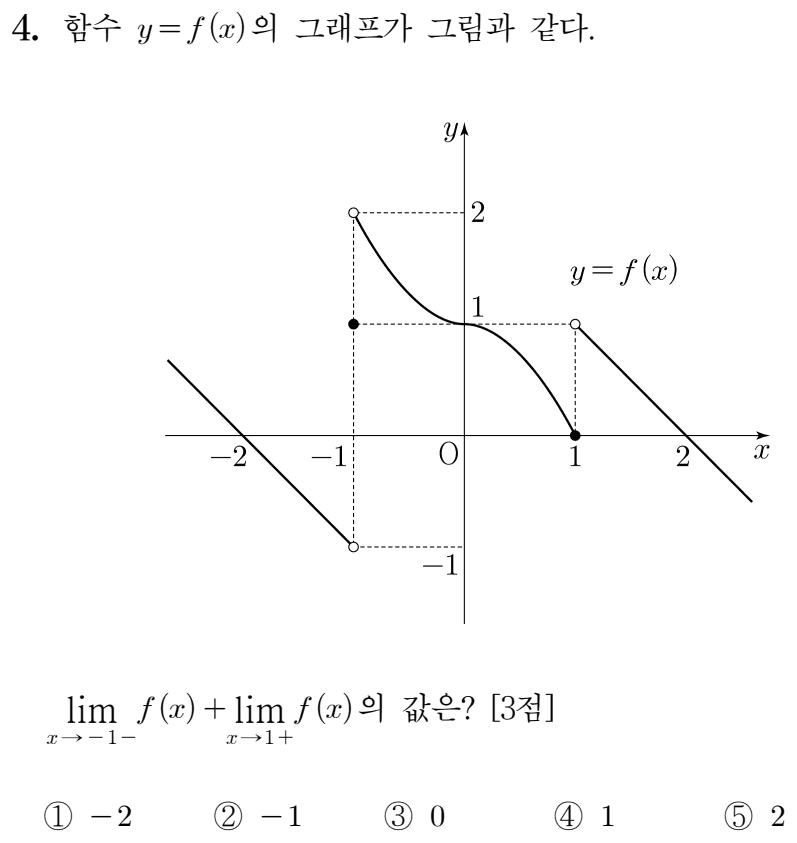 4. 함수 y=f(x)의 그래프가 그림과 같다.
y
2
y=f(x)
1
-2 -1 O 1 2 x
-1
lim f(x)+lim f(x)의 값은? [3점]
x→-1- x→1+
① -2 ② -1 ③ 0 ④ 1 ⑤ 2